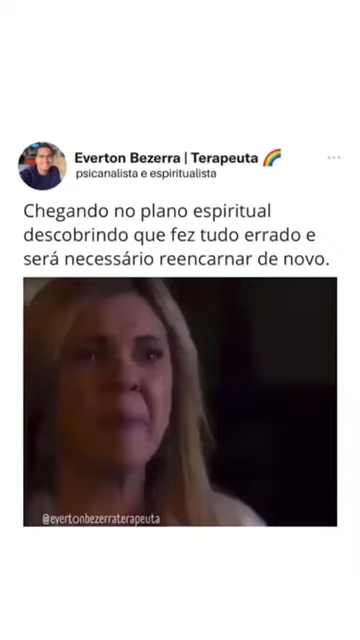 Everton Bezerra | Terapeuta 🌈
psicanalista e espiritualista
Chegando no plano espiritual
descobrindo que fez tudo errado e
será necessário reencarnar de novo.
@evertonbezerraterapeuta